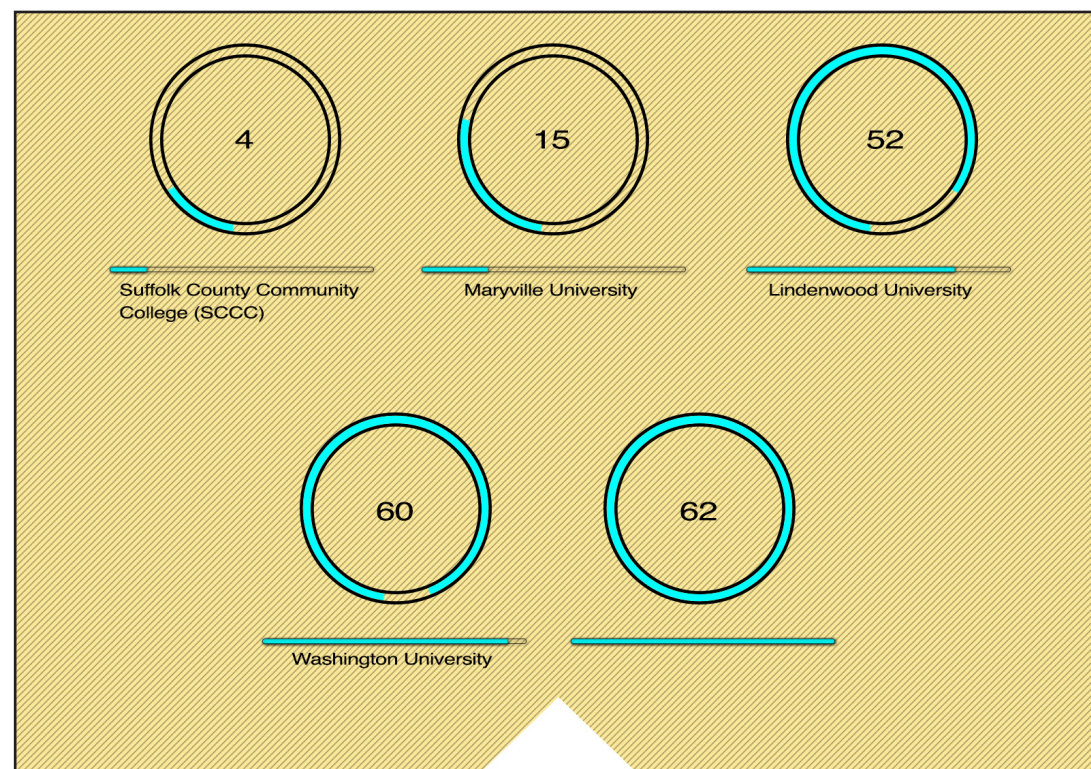 4
15
52
Suffolk County Community
College (SCCC)
Maryville University
Lindenwood University
60
62
Washington University